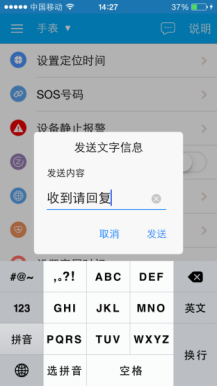 中国移动 14:27 37%
手表 说明
设置定位时间
SOS号码
设备静止报警
发送文字信息
发送内容
收到请回复
取消 发送
#@~ ,。?! ABC DEF
123 GHI JKL MNO 英文
拼音 PQRS TUV WXYZ
选拼音 空格 换行